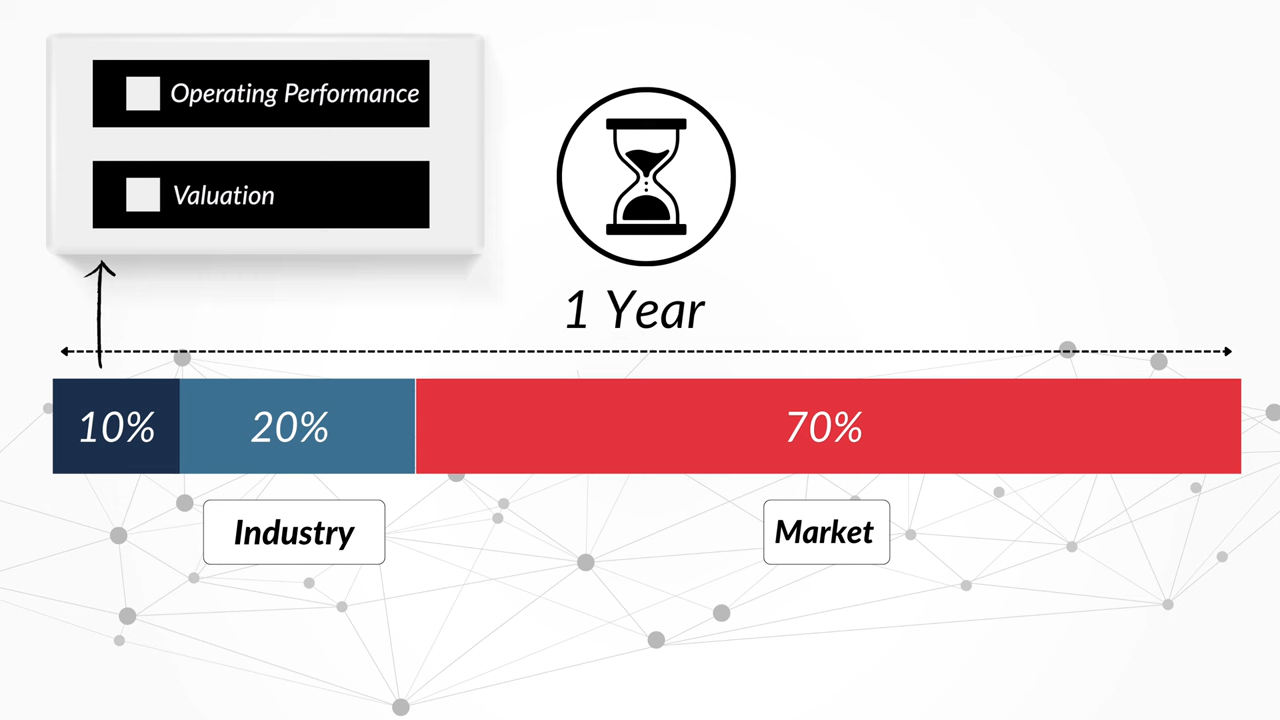 Operating Performance
Valuation
1 Year
10%
20%
70%
Industry
Market